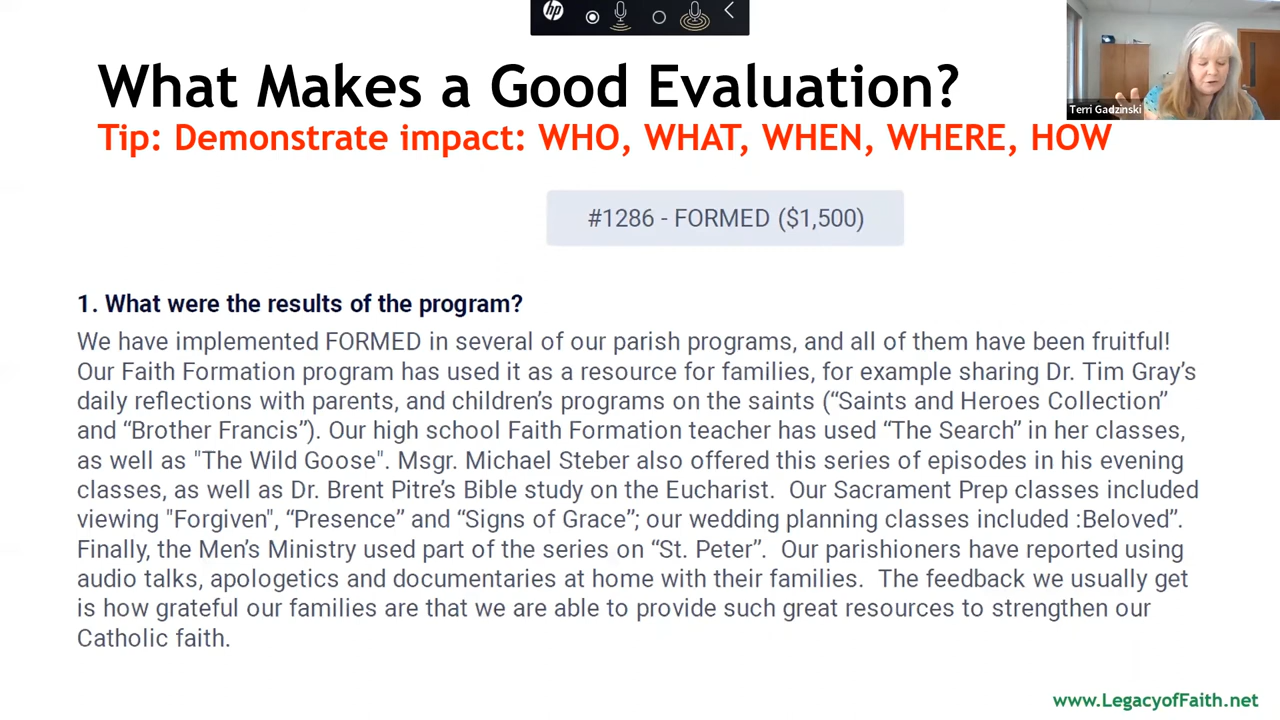 hp
What Makes a Good Evaluation?
Tip: Demonstrate impact: WHO, WHAT, WHEN, WHERE, HOW
Terri Gadzinski
#1286 - FORMED ($1,500)
1. What were the results of the program?
We have implemented FORMED in several of our parish programs, and all of them have been fruitful!
Our Faith Formation program has used it as a resource for families, for example sharing Dr. Tim Gray’s
daily reflections with parents, and children’s programs on the saints (“Saints and Heroes Collection”
and “Brother Francis”). Our high school Faith Formation teacher has used “The Search” in her classes,
as well as "The Wild Goose". Msgr. Michael Steber also offered this series of episodes in his evening
classes, as well as Dr. Brent Pitre’s Bible study on the Eucharist.  Our Sacrament Prep classes included
viewing "Forgiven", “Presence” and “Signs of Grace”; our wedding planning classes included :Beloved”.
Finally, the Men’s Ministry used part of the series on “St. Peter”.  Our parishioners have reported using
audio talks, apologetics and documentaries at home with their families.  The feedback we usually get
is how grateful our families are that we are able to provide such great resources to strengthen our
Catholic faith.
www.LegacyofFaith.net